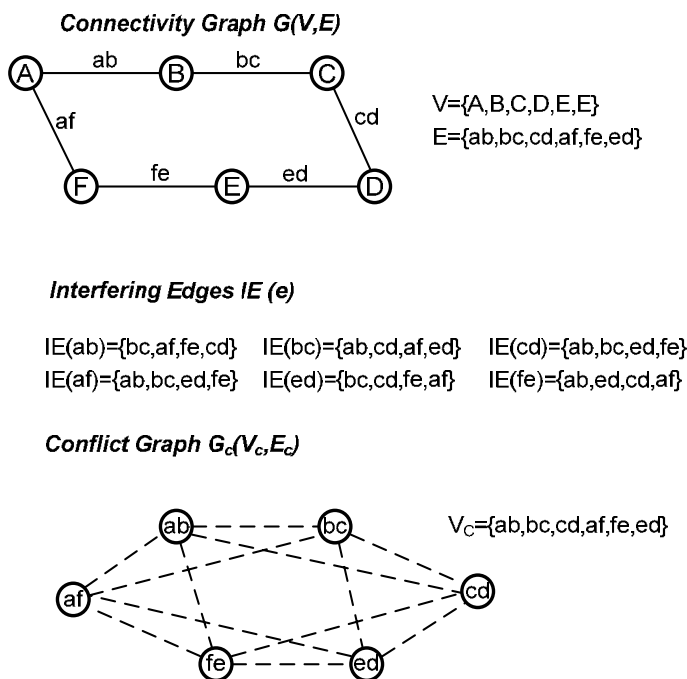 Connectivity Graph G(V,E)
A ab B bc C
af cd
F fe E ed D
V={A,B,C,D,E,E}
E={ab,bc,cd,af,fe,ed}
Interfering Edges IE (e)
IE(ab)={bc,af,fe,cd} IE(bc)={ab,cd,af,ed} IE(cd)={ab,bc,ed,fe}
IE(af)={ab,bc,ed,fe} IE(ed)={bc,cd,fe,af} IE(fe)={ab,ed,cd,af}
Conflict Graph Gc(Vc,Ec)
ab bc
af cd
fe ed
VC={ab,bc,cd,af,fe,ed}